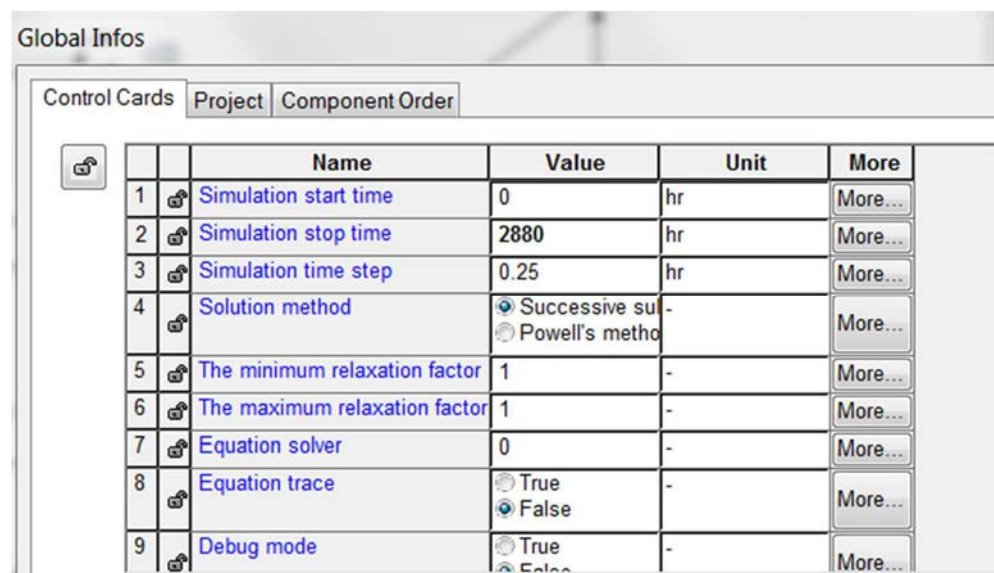 Global Infos
Control Cards Project Component Order
Name Value Unit More
1 Simulation start time 0 hr More...
2 Simulation stop time 2880 hr More...
3 Simulation time step 0.25 hr More...
4 Solution method Successive sul - More...
Powell's metho
5 The minimum relaxation factor 1 - More...
6 The maximum relaxation factor 1 - More...
7 Equation solver 0 - More...
8 Equation trace True - More...
False
9 Debug mode True - More...
False